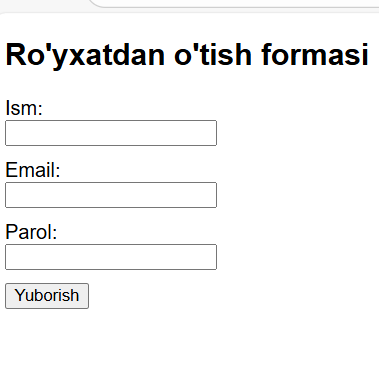 Ro'yxatdan o'tish formasi
Ism:
Email:
Parol:
Yuborish